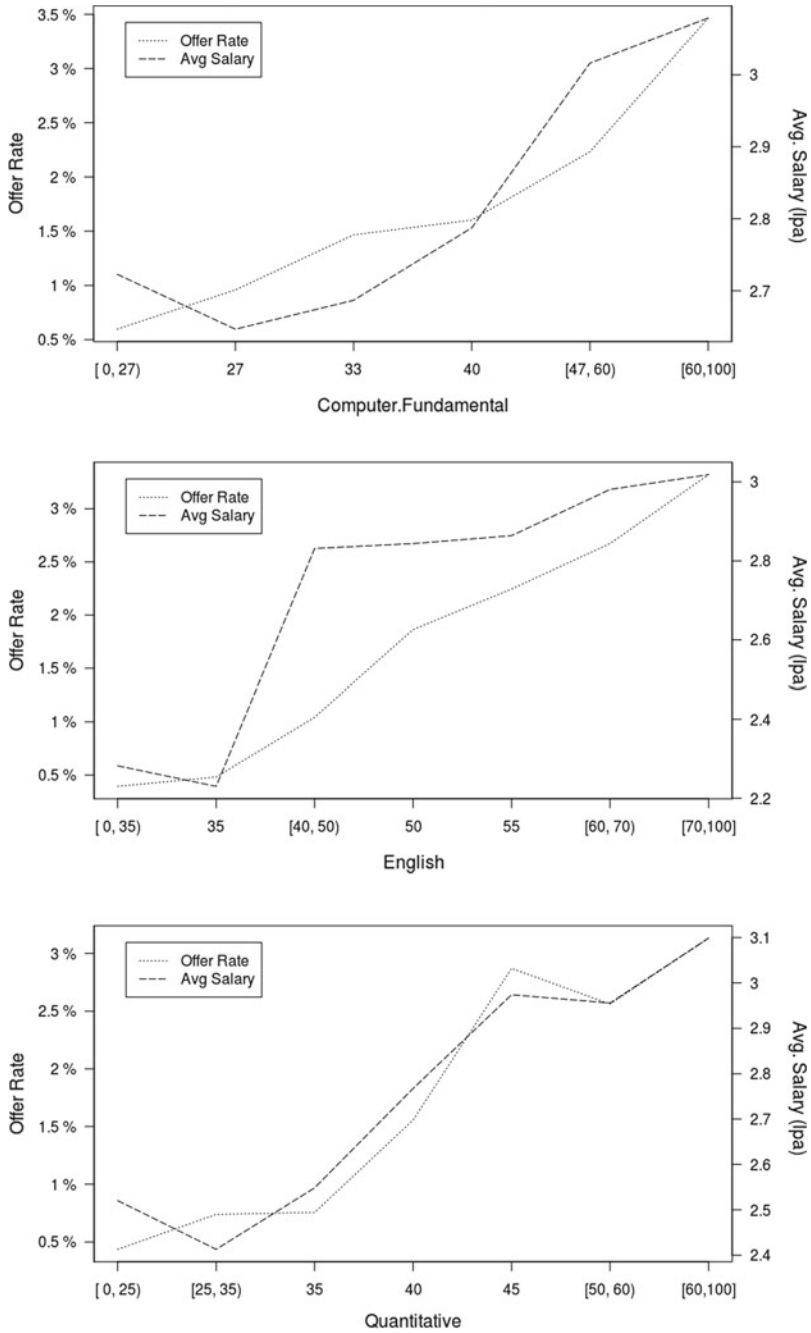 3.5 %
3 %
2.5 %
2 %
1.5 %
1 %
0.5 %
Offer Rate
Offer Rate
Avg Salary
3
2.9
2.8
2.7
Avg. Salary (lpa)
[ 0, 27)
27
33
40
[47, 60)
[60,100]
Computer.Fundamental
3 %
2.5 %
2 %
1.5 %
1 %
0.5 %
Offer Rate
Offer Rate
Avg Salary
3
2.8
2.6
2.4
2.2
Avg. Salary (lpa)
[ 0, 35)
35
[40, 50)
50
55
[60, 70)
[70,100]
English
3 %
2.5 %
2 %
1.5 %
1 %
0.5 %
Offer Rate
Offer Rate
Avg Salary
3.1
3
2.9
2.8
2.7
2.6
2.5
2.4
Avg. Salary (lpa)
[ 0, 25)
[25, 35)
35
40
45
[50, 60)
[60,100]
Quantitative